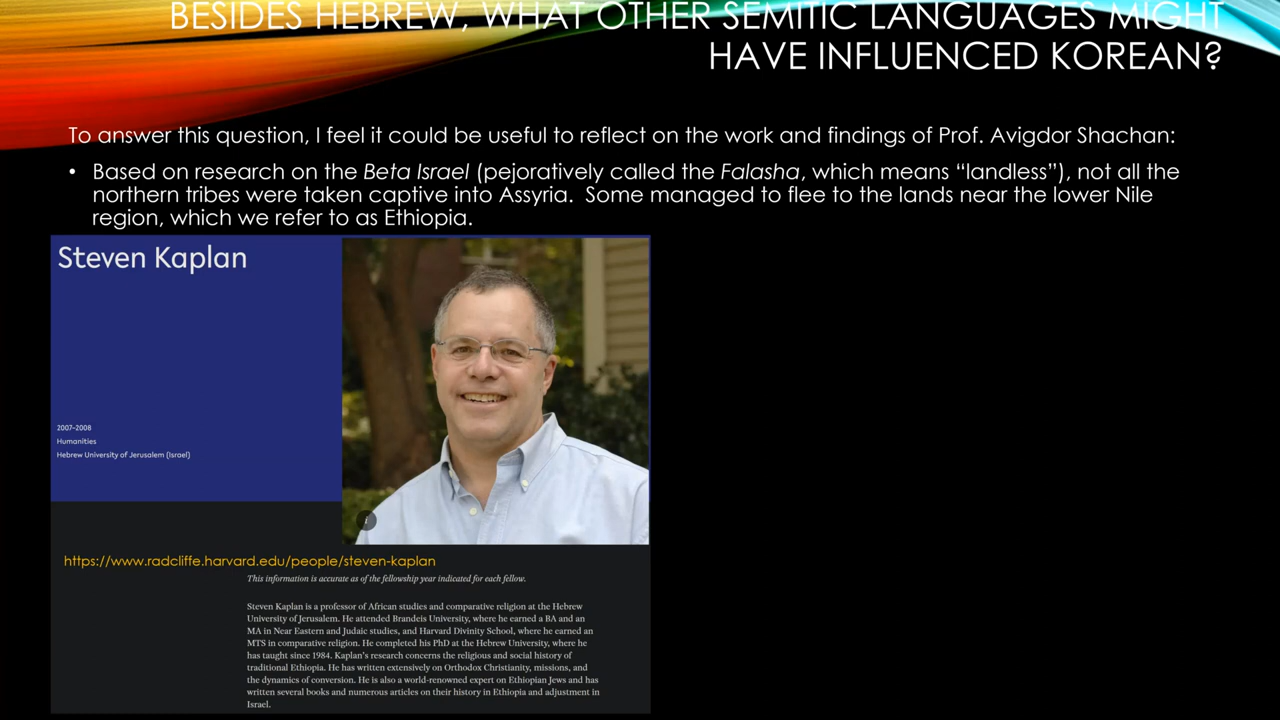 BESIDES HEBREW, WHAT OTHER SEMITIC LANGUAGES MIGHT
HAVE INFLUENCED KOREAN?
To answer this question, I feel it could be useful to reflect on the work and findings of Prof. Avigdor Shachan:
• Based on research on the Beta Israel (pejoratively called the Falasha, which means “landless”), not all the
northern tribes were taken captive into Assyria.  Some managed to flee to the lands near the lower Nile
region, which we refer to as Ethiopia.
Steven Kaplan
2007–2008
Humanities
Hebrew University of Jerusalem (Israel)
https://www.radcliffe.harvard.edu/people/steven-kaplan
This information is accurate as of the fellowship year indicated for each fellow.
Steven Kaplan is a professor of African studies and comparative religion at the Hebrew
University of Jerusalem. He attended Brandeis University, where he earned a BA and an
MA in Near Eastern and Judaic studies, and Harvard Divinity School, where he earned an
MTS in comparative religion. He completed his PhD at the Hebrew University, where he
has taught since 1984. Kaplan’s research concerns the religious and social history of
traditional Ethiopia. He has written extensively on Orthodox Christianity, missions, and
the dynamics of conversion. He is also a world-renowned expert on Ethiopian Jews and has
written several books and numerous articles on their history in Ethiopia and adjustment in
Israel.